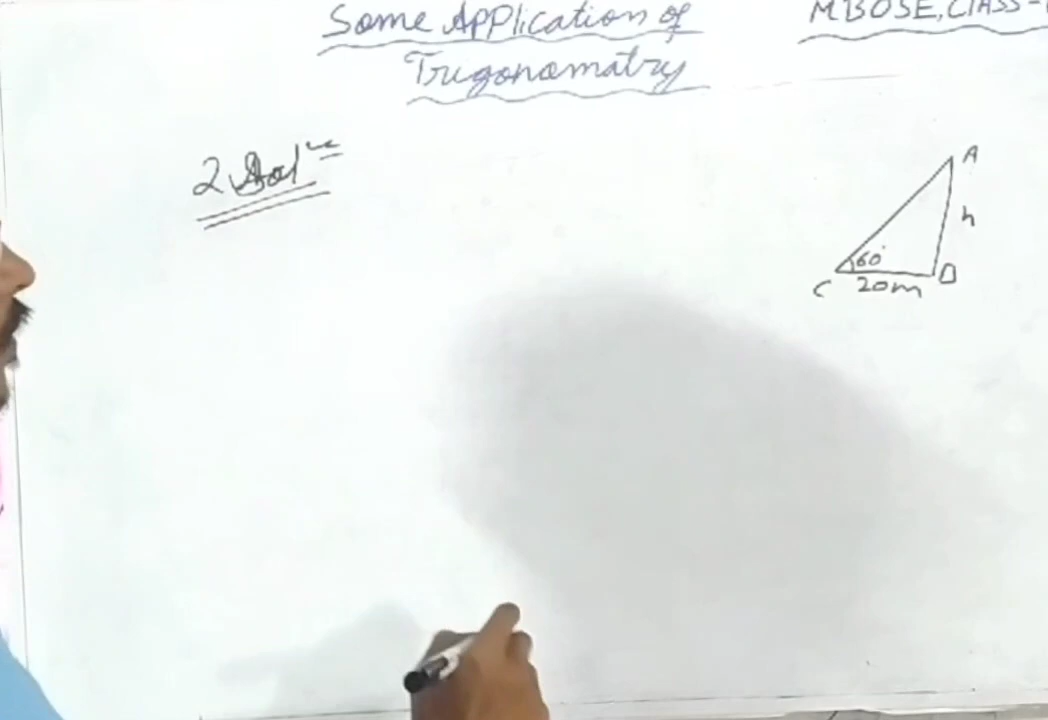 Some Application of
Trigonomatry
MBOSE, Class-
2 Solⁿ
A
h
60°
C
20m
B